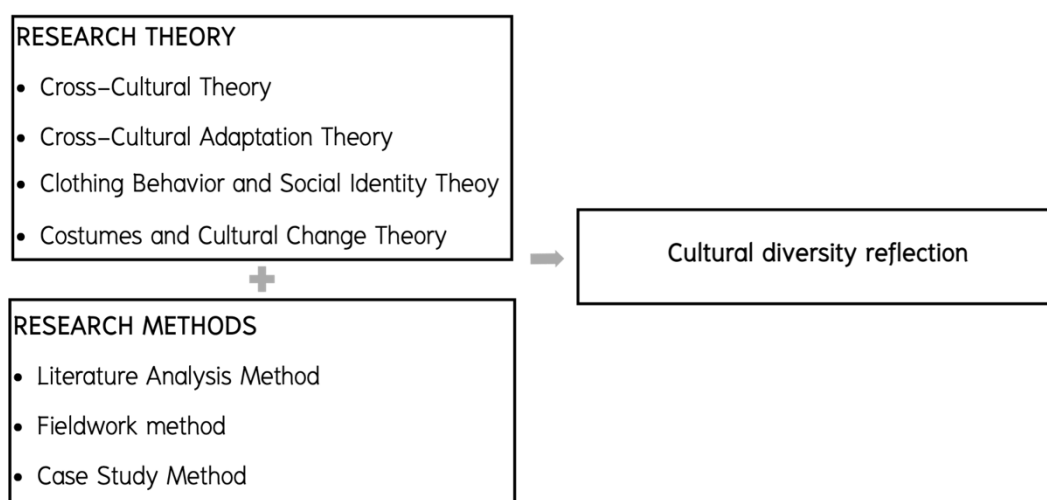 RESEARCH THEORY
• Cross-Cultural Theory
• Cross-Cultural Adaptation Theory
• Clothing Behavior and Social Identity Theoy
• Costumes and Cultural Change Theory
Cultural diversity reflection
RESEARCH METHODS
• Literature Analysis Method
• Fieldwork method
• Case Study Method